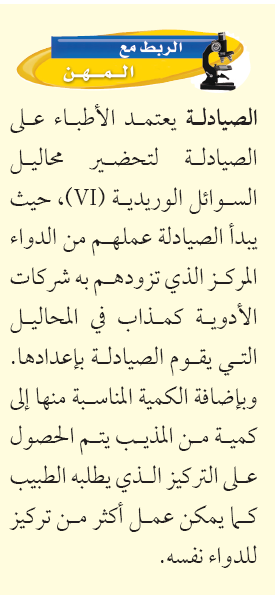 الربط مع
المهن
الصيادلة يعتمد الأطباء على
الصيادلة لتحضير محاليل
السوائل الوريدية (VI)، حيث
يبدأ الصيادلة عملهم من الدواء
المركز الذي تزودهم به شركات
الأدوية كمذاب في المحاليل
التي يقوم الصيادلة بإعدادها.
وبإضافة الكمية المناسبة منها إلى
كمية من المذيب يتم الحصول
على التركيز الذي يطلبه الطبيب
كما يمكن عمل أكثر من تركيز
للدواء نفسه.